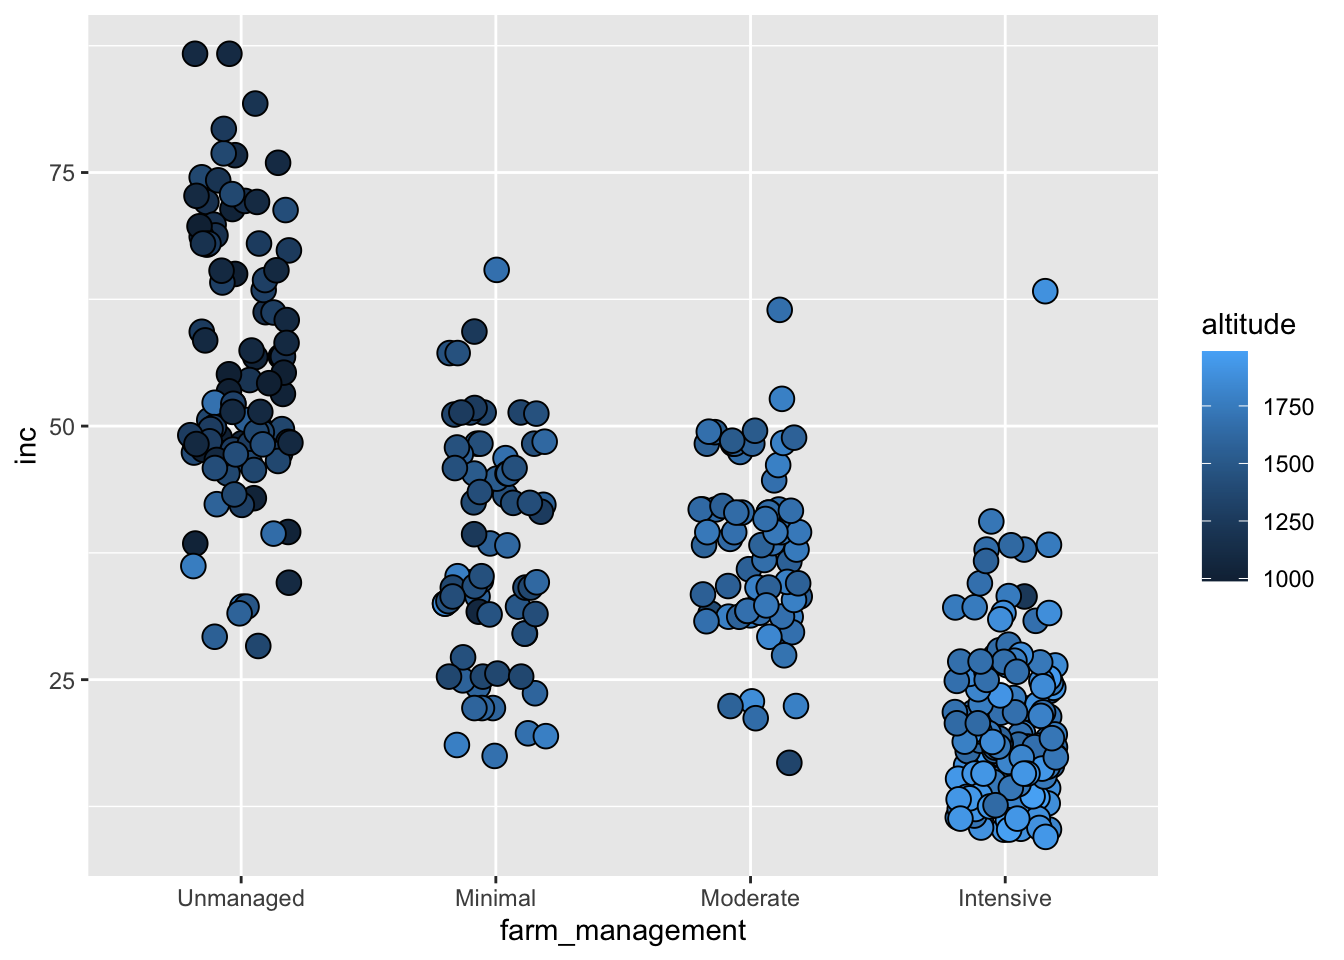 inc
75
50
25
Unmanaged
Minimal
Moderate
Intensive
farm_management
altitude
1750
1500
1250
1000